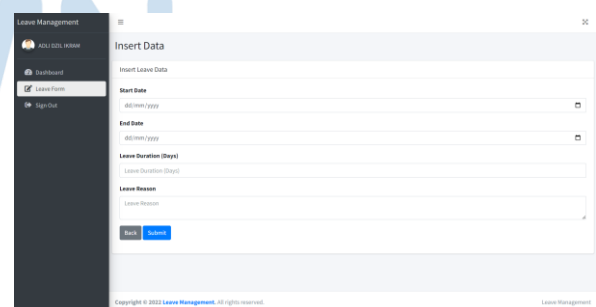 Leave Management
ADLI DZIL IKRAM
Dashboard
Leave Form
Sign Out
Insert Data
Insert Leave Data
Start Date
dd/mm/yyyy
End Date
dd/mm/yyyy
Leave Duration (Days)
Leave Duration (Days)
Leave Reason
Leave Reason
Back Submit
Copyright © 2022 Leave Management. All rights reserved.
Leave Management